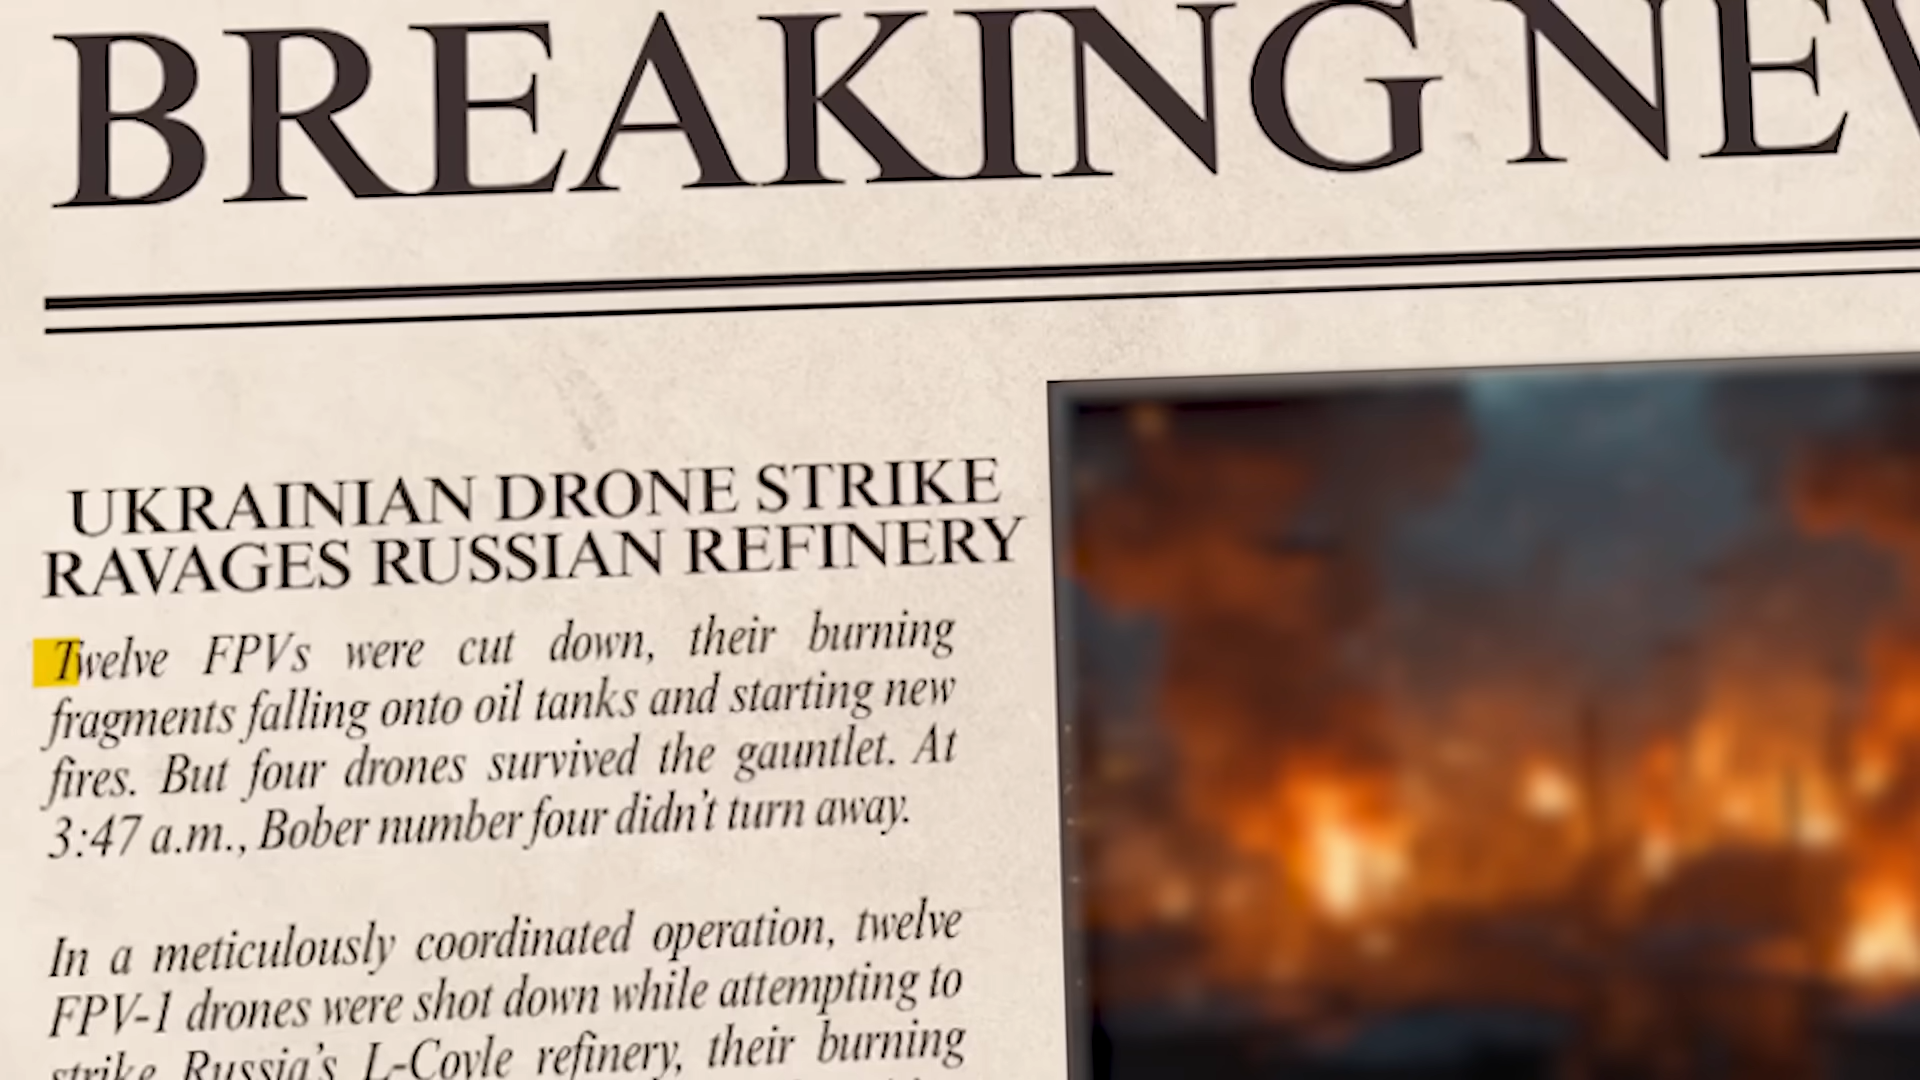 BREAKING NEW
UKRAINIAN DRONE STRIKE
RAVAGES RUSSIAN REFINERY
Twelve FPVs were cut down, their burning
fragments falling onto oil tanks and starting new
fires. But four drones survived the gauntlet. At
3:47 a.m., Bober number four didn't turn away.
In a meticulously coordinated operation, twelve
FPV-1 drones were shot down while attempting to
strike Russia's L-Coyle refinery, their burning